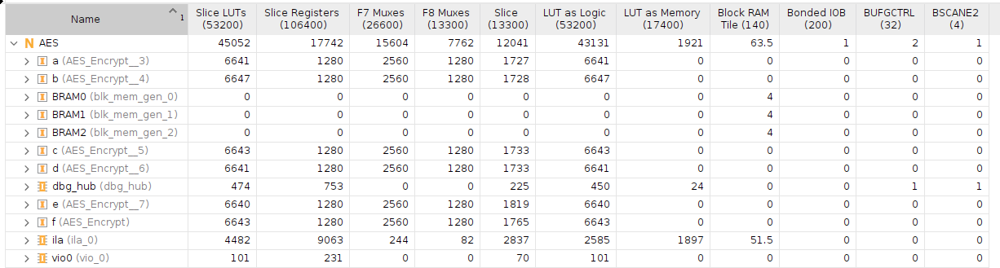 Name 1 Slice LUTs (53200) Slice Registers (106400) F7 Muxes (26600) F8 Muxes (13300) Slice (13300) LUT as Logic (53200) LUT as Memory (17400) Block RAM Tile (140) Bonded IOB (200) BUFGCTRL (32) BSCANE2 (4)
N AES 45052 17742 15604 7762 12041 43131 1921 63.5 1 2 1
a (AES_Encrypt__3) 6641 1280 2560 1280 1727 6641 0 0 0 0 0
b (AES_Encrypt__4) 6647 1280 2560 1280 1728 6647 0 0 0 0 0
BRAM0 (blk_mem_gen_0) 0 0 0 0 0 0 0 4 0 0 0
BRAM1 (blk_mem_gen_1) 0 0 0 0 0 0 0 4 0 0 0
BRAM2 (blk_mem_gen_2) 0 0 0 0 0 0 0 4 0 0 0
c (AES_Encrypt__5) 6643 1280 2560 1280 1733 6643 0 0 0 0 0
d (AES_Encrypt__6) 6641 1280 2560 1280 1733 6641 0 0 0 0 0
dbg_hub (dbg_hub) 474 753 0 0 225 450 24 0 0 1 1
e (AES_Encrypt__7) 6640 1280 2560 1280 1819 6640 0 0 0 0 0
f (AES_Encrypt) 6643 1280 2560 1280 1765 6643 0 0 0 0 0
ila (ila_0) 4482 9063 244 82 2837 2585 1897 51.5 0 0 0
vio0 (vio_0) 101 231 0 0 70 101 0 0 0 0 0